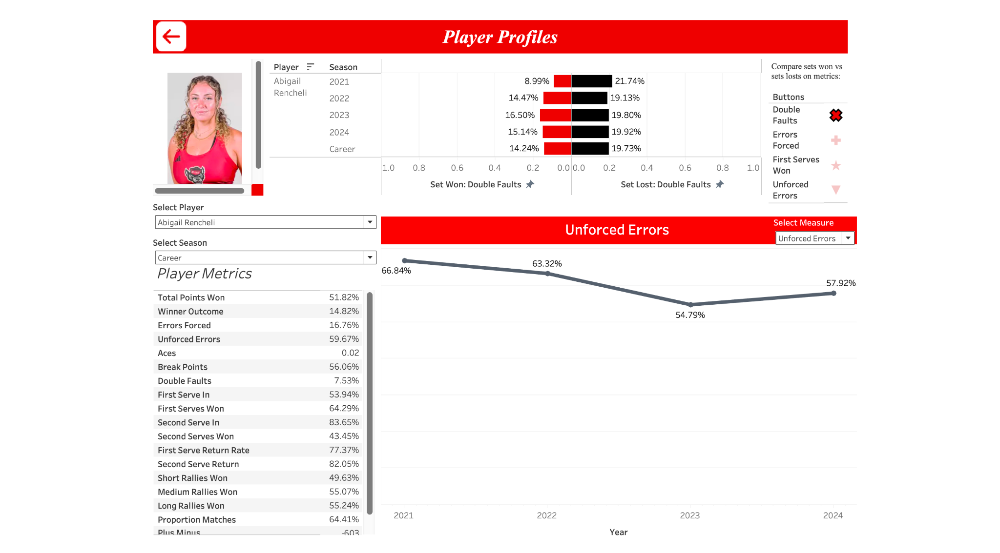 Player Profiles
Player Season
Abigail Rencheli
2021 8.99% 21.74%
2022 14.47% 19.13%
2023 16.50% 19.80%
2024 15.14% 19.92%
Career 14.24% 19.73%
1.0 0.8 0.6 0.4 0.2 0.0 0.0 0.2 0.4 0.6 0.8 1.0
Set Won: Double Faults Set Lost: Double Faults
Compare sets won vs
sets losts on metrics:
Buttons
Double
Faults
Errors
Forced
First Serves
Won
Unforced
Errors
Select Player
Abigail Rencheli
Select Season
Career
Player Metrics
Total Points Won 51.82%
Winner Outcome 14.82%
Errors Forced 16.76%
Unforced Errors 59.67%
Aces 0.02
Break Points 56.06%
Double Faults 7.53%
First Serve In 53.94%
First Serves Won 64.29%
Second Serve In 83.65%
Second Serves Won 43.45%
First Serve Return Rate 77.37%
Second Serve Return 82.05%
Short Rallies Won 49.63%
Medium Rallies Won 55.07%
Long Rallies Won 55.24%
Proportion Matches 64.41%
Plus Minus -603
Unforced Errors
Select Measure
Unforced Errors
66.84%
63.32%
54.79%
57.92%
2021 2022 2023 2024
Year